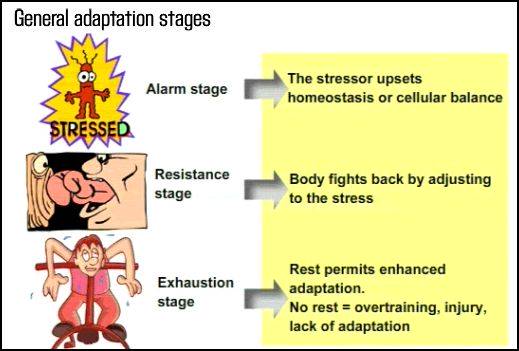 General adaptation stages
STRESSED
Alarm stage
The stressor upsets
homeostasis or cellular balance
Resistance
stage
Body fights back by adjusting
to the stress
Exhaustion
stage
Rest permits enhanced
adaptation.
No rest = overtraining, injury,
lack of adaptation